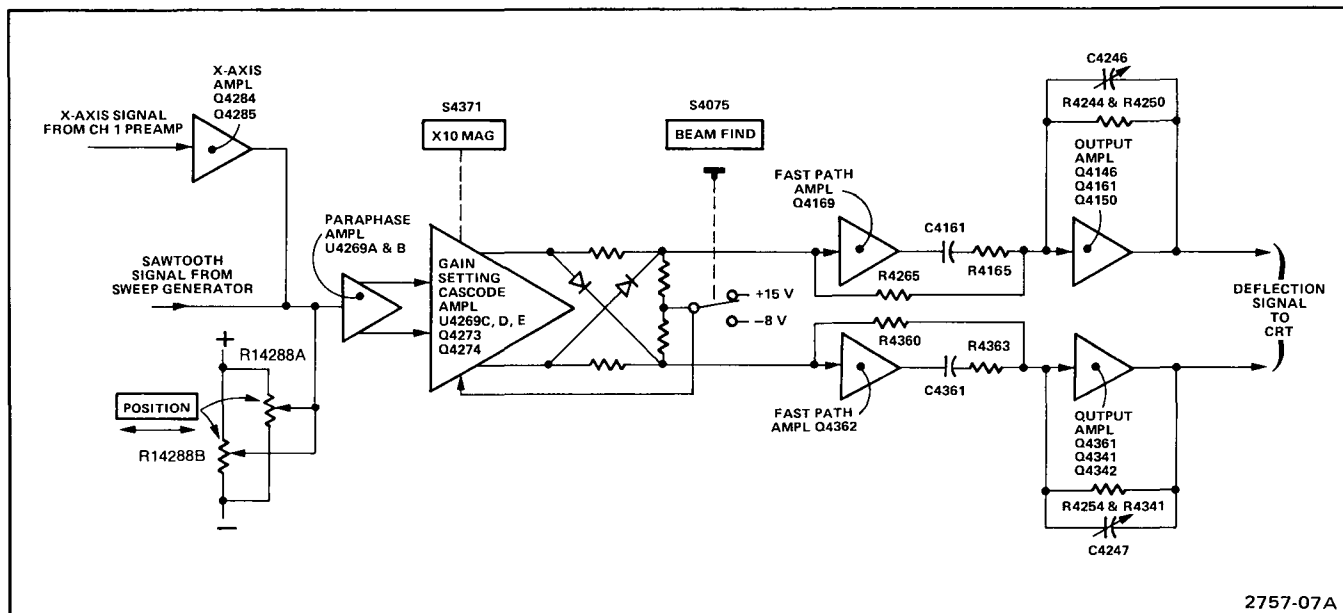 X-AXIS
AMPL
Q4284
Q4285
X-AXIS SIGNAL
FROM CH 1 PREAMP
SAWTOOTH
SIGNAL FROM
SWEEP GENERATOR
R14288A
POSITION
R14288B
+
−
PARAPHASE
AMPL
U4269A & B
S4371
X10 MAG
GAIN
SETTING
CASCODE
AMPL
U4269C, D, E
Q4273
Q4274
S4075
BEAM FIND
+15 V
−8 V
FAST PATH
AMPL
Q4169
C4161
R4165
R4265
R4360
R4363
C4361
FAST PATH
AMPL Q4362
C4246
R4244 & R4250
OUTPUT
AMPL
Q4146
Q4161
Q4150
DEFLECTION
SIGNAL
TO
CRT
OUTPUT
AMPL
Q4361
Q4341
Q4342
R4254 & R4341
C4247
2757-07A